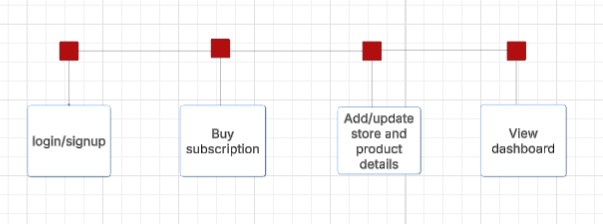 login/signup
Buy
subscription
Add/update
store and
product
details
View
dashboard